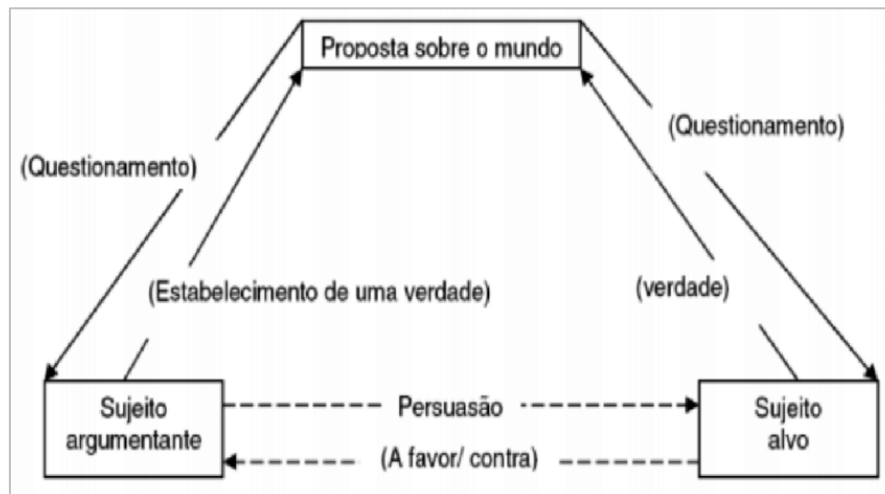 Proposta sobre o mundo
(Questionamento)
(Questionamento)
(Estabelecimento de uma verdade)
(verdade)
Sujeito
argumentante
Persuasão
(A favor/ contra)
Sujeito
alvo